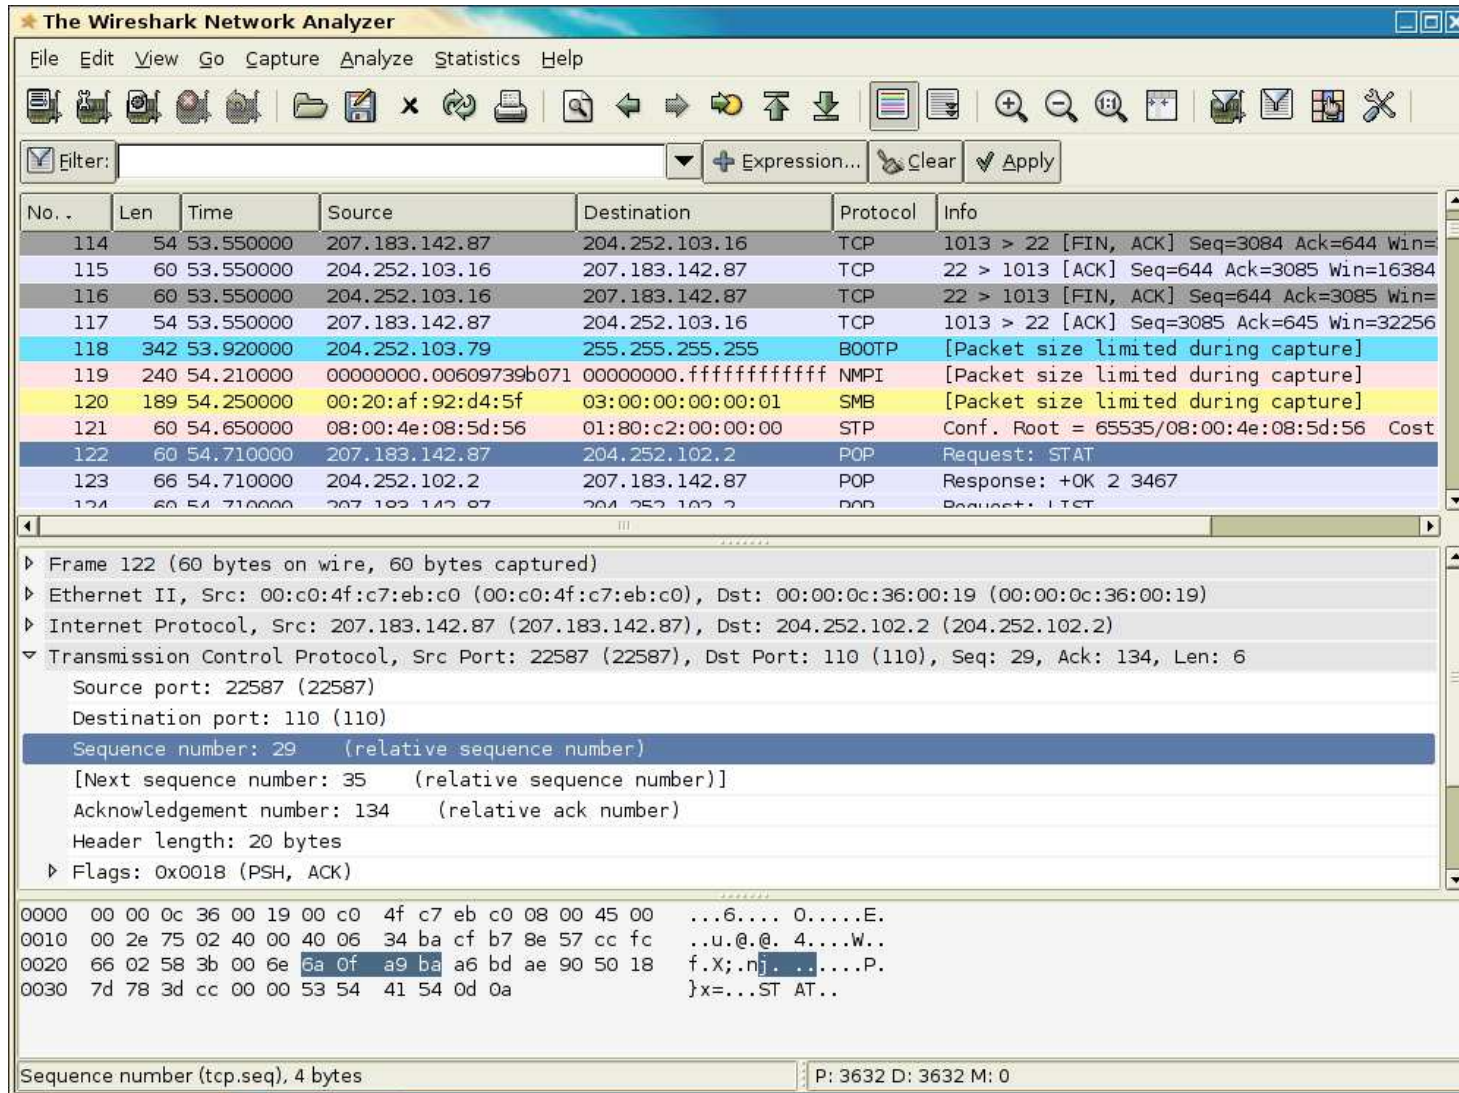 The Wireshark Network Analyzer
File Edit View Go Capture Analyze Statistics Help
Filter: Expression... Clear Apply
No. . Len Time Source Destination Protocol Info
114 54 53.550000 207.183.142.87 204.252.103.16 TCP 1013 > 22 [FIN, ACK] Seq=3084 Ack=644 Win=
115 60 53.550000 204.252.103.16 207.183.142.87 TCP 22 > 1013 [ACK] Seq=644 Ack=3085 Win=16384
116 60 53.550000 204.252.103.16 207.183.142.87 TCP 22 > 1013 [FIN, ACK] Seq=644 Ack=3085 Win=
117 54 53.550000 207.183.142.87 204.252.103.16 TCP 1013 > 22 [ACK] Seq=3085 Ack=645 Win=32256
118 342 53.920000 204.252.103.79 255.255.255.255 BOOTP [Packet size limited during capture]
119 240 54.210000 00000000.00609739b071 00000000.ffffffffffff NMPI [Packet size limited during capture]
120 189 54.250000 00:20:af:92:d4:5f 03:00:00:00:00:01 SMB [Packet size limited during capture]
121 60 54.650000 08:00:4e:08:5d:56 01:80:c2:00:00:00 STP Conf. Root = 65535/08:00:4e:08:5d:56 Cost
122 60 54.710000 207.183.142.87 204.252.102.2 POP Request: STAT
123 66 54.710000 204.252.102.2 207.183.142.87 POP Response: +OK 2 3467
124 60 54.710000 207.183.142.87 204.252.102.2 POP Request: LIST
Frame 122 (60 bytes on wire, 60 bytes captured)
Ethernet II, Src: 00:c0:4f:c7:eb:c0 (00:c0:4f:c7:eb:c0), Dst: 00:00:0c:36:00:19 (00:00:0c:36:00:19)
Internet Protocol, Src: 207.183.142.87 (207.183.142.87), Dst: 204.252.102.2 (204.252.102.2)
Transmission Control Protocol, Src Port: 22587 (22587), Dst Port: 110 (110), Seq: 29, Ack: 134, Len: 6
Source port: 22587 (22587)
Destination port: 110 (110)
Sequence number: 29 (relative sequence number)
[Next sequence number: 35 (relative sequence number)]
Acknowledgement number: 134 (relative ack number)
Header length: 20 bytes
Flags: 0x0018 (PSH, ACK)
0000 00 00 0c 36 00 19 00 c0 4f c7 eb c0 08 00 45 00 ...6.... O.....E.
0010 00 2e 75 02 40 00 40 06 34 ba cf b7 8e 57 cc fc ..u.@.@. 4....W..
0020 66 02 58 3b 00 6e 6a 0f a9 ba a6 bd ae 90 50 18 f.X;.nj. ......P.
0030 7d 78 3d cc 00 00 53 54 41 54 0d 0a }x=...ST AT..
Sequence number (tcp.seq), 4 bytes P: 3632 D: 3632 M: 0